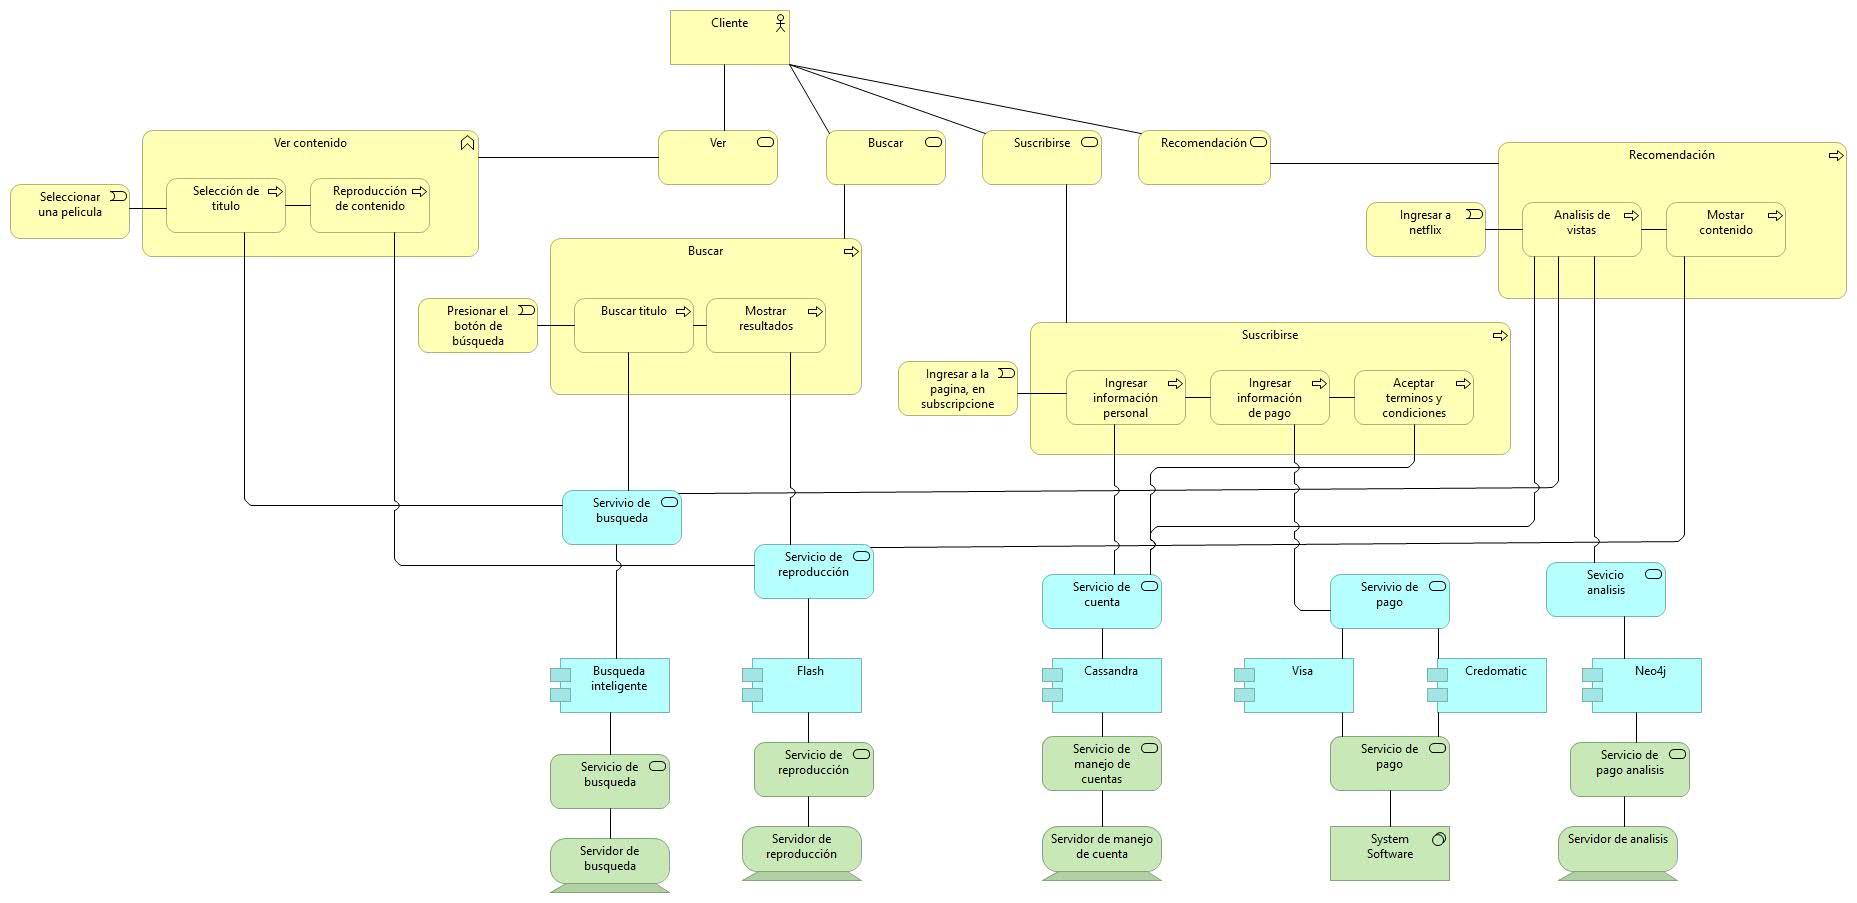 Cliente
Ver contenido
Ver
Buscar
Suscribirse
Recomendación
Recomendación
Seleccionar
una pelicula
Selección de
titulo
Reproducción
de contenido
Ingresar a
netflix
Analisis de
vistas
Mostar
contenido
Buscar
Presionar el
botón de
búsqueda
Buscar titulo
Mostrar
resultados
Suscribirse
Ingresar a la
pagina, en
subscripcione
Ingresar
información
personal
Ingresar
información
de pago
Aceptar
terminos y
condiciones
Servivio de
busqueda
Servicio de
reproducción
Servicio de
cuenta
Servivio de
pago
Sevicio
analisis
Busqueda
inteligente
Flash
Cassandra
Visa
Credomatic
Neo4j
Servicio de
busqueda
Servicio de
reproducción
Servicio de
manejo de
cuentas
Servicio de
pago
Servicio de
pago analisis
Servidor de
busqueda
Servidor de
reproducción
Servidor de manejo
de cuenta
System
Software
Servidor de analisis